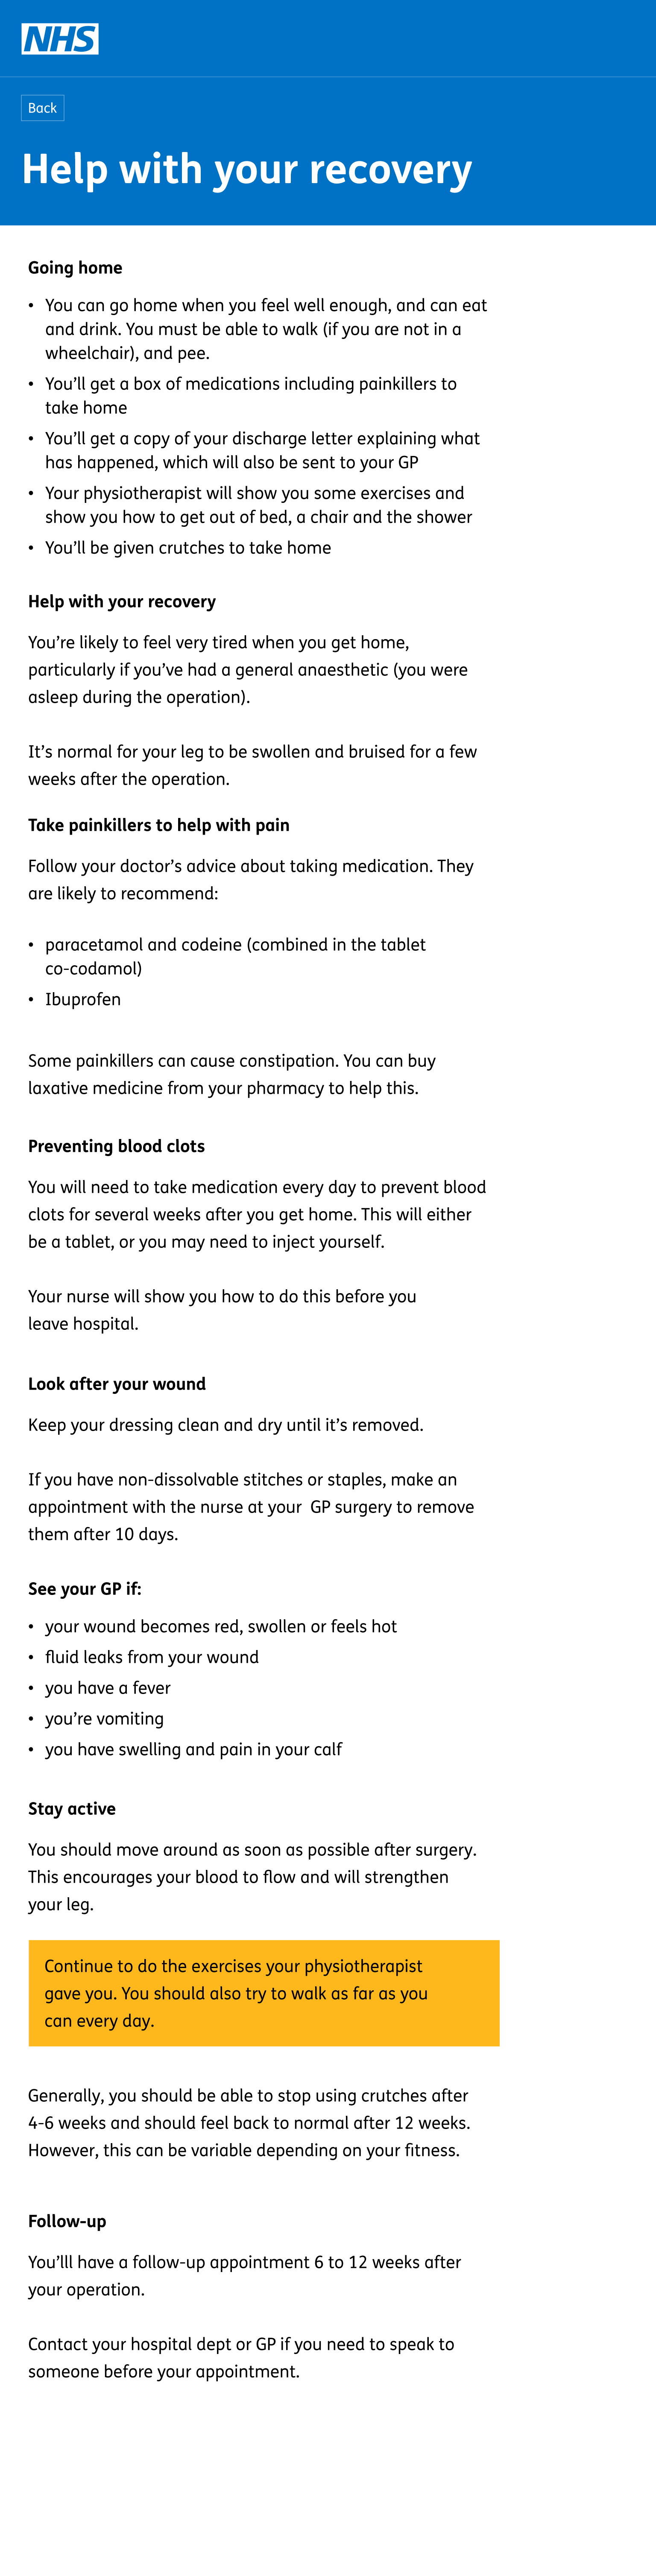 NHS
Back
Help with your recovery
Going home
• You can go home when you feel well enough, and can eat
and drink. You must be able to walk (if you are not in a
wheelchair), and pee.
• You’ll get a box of medications including painkillers to
take home
• You’ll get a copy of your discharge letter explaining what
has happened, which will also be sent to your GP
• Your physiotherapist will show you some exercises and
show you how to get out of bed, a chair and the shower
• You’ll be given crutches to take home
Help with your recovery
You’re likely to feel very tired when you get home,
particularly if you’ve had a general anaesthetic (you were
asleep during the operation).
It’s normal for your leg to be swollen and bruised for a few
weeks after the operation.
Take painkillers to help with pain
Follow your doctor’s advice about taking medication. They
are likely to recommend:
• paracetamol and codeine (combined in the tablet
co-codamol)
• Ibuprofen
Some painkillers can cause constipation. You can buy
laxative medicine from your pharmacy to help this.
Preventing blood clots
You will need to take medication every day to prevent blood
clots for several weeks after you get home. This will either
be a tablet, or you may need to inject yourself.
Your nurse will show you how to do this before you
leave hospital.
Look after your wound
Keep your dressing clean and dry until it’s removed.
If you have non-dissolvable stitches or staples, make an
appointment with the nurse at your  GP surgery to remove
them after 10 days.
See your GP if:
• your wound becomes red, swollen or feels hot
• fluid leaks from your wound
• you have a fever
• you’re vomiting
• you have swelling and pain in your calf
Stay active
You should move around as soon as possible after surgery.
This encourages your blood to flow and will strengthen
your leg.
Continue to do the exercises your physiotherapist
gave you. You should also try to walk as far as you
can every day.
Generally, you should be able to stop using crutches after
4-6 weeks and should feel back to normal after 12 weeks.
However, this can be variable depending on your fitness.
Follow-up
You’lll have a follow-up appointment 6 to 12 weeks after
your operation.
Contact your hospital dept or GP if you need to speak to
someone before your appointment.